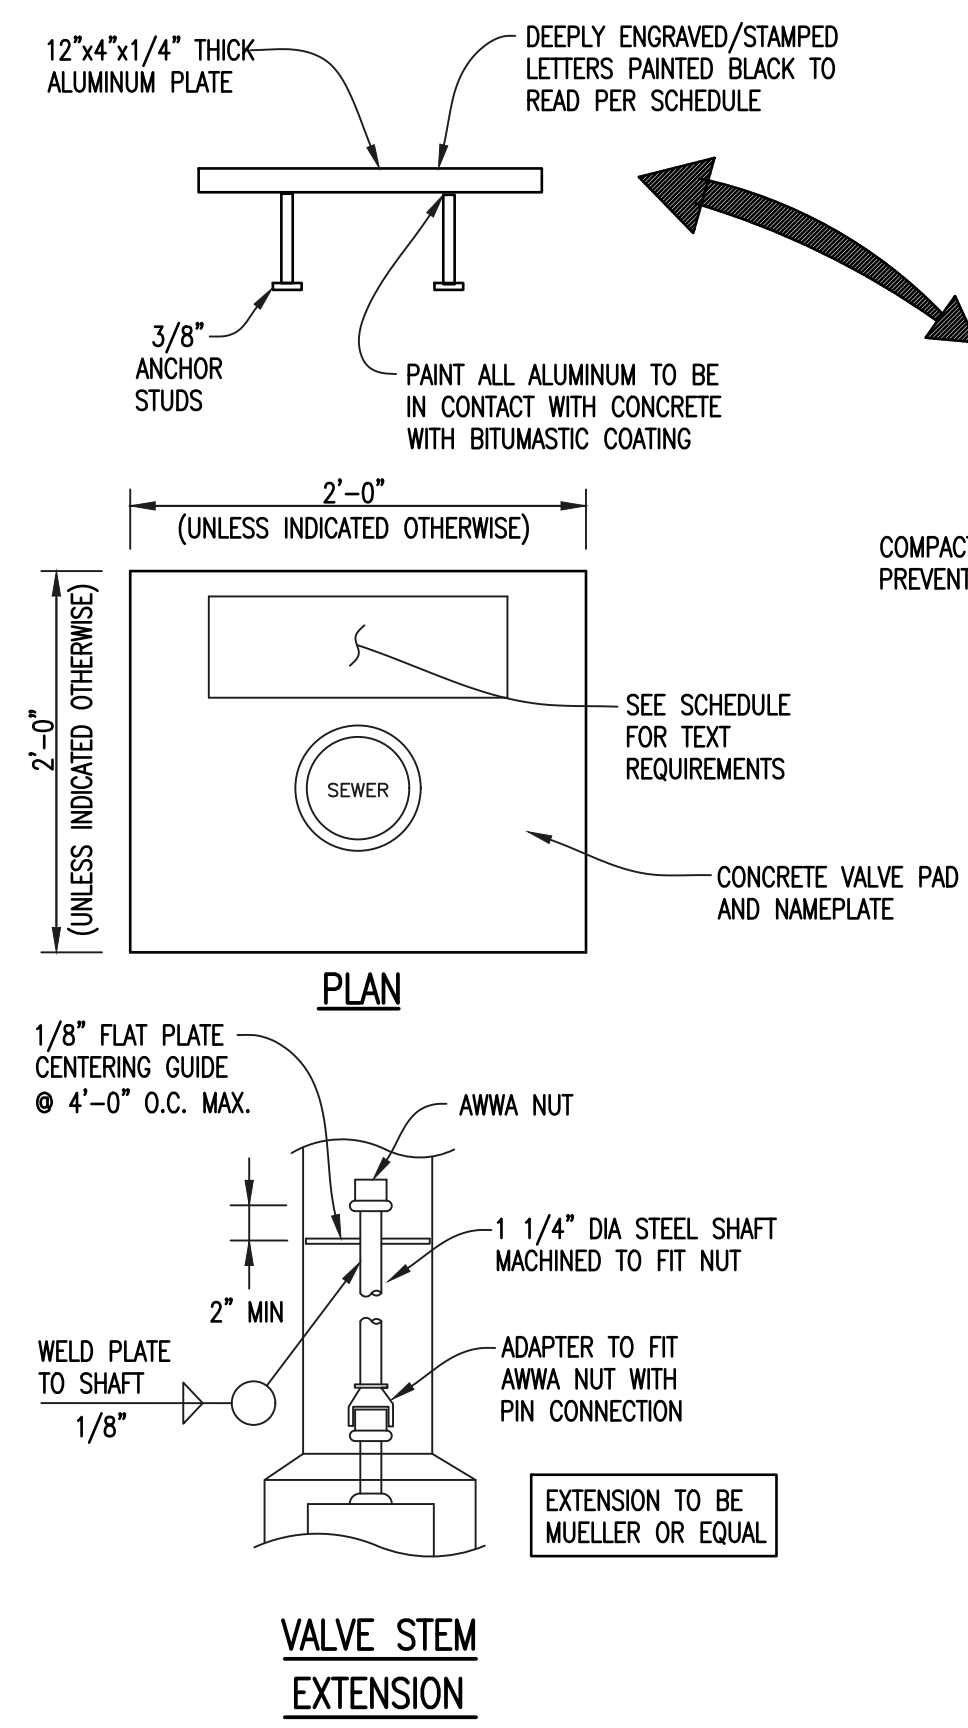 12”x4”x1/4” THICK
ALUMINUM PLATE
DEEPLY ENGRAVED/STAMPED
LETTERS PAINTED BLACK TO
READ PER SCHEDULE
3/8”
ANCHOR
STUDS
PAINT ALL ALUMINUM TO BE
IN CONTACT WITH CONCRETE
WITH BITUMASTIC COATING
2’-0”
(UNLESS INDICATED OTHERWISE)
COMPACT
PREVENT
2’-0”
(UNLESS INDICATED OTHERWISE)
SEE SCHEDULE
FOR TEXT
REQUIREMENTS
SEWER
CONCRETE VALVE PAD
AND NAMEPLATE
PLAN
1/8” FLAT PLATE
CENTERING GUIDE
@ 4’-0” O.C. MAX.
AWWA NUT
1 1/4” DIA STEEL SHAFT
MACHINED TO FIT NUT
2” MIN
WELD PLATE
TO SHAFT
1/8”
ADAPTER TO FIT
AWWA NUT WITH
PIN CONNECTION
EXTENSION TO BE
MUELLER OR EQUAL
VALVE STEM
EXTENSION